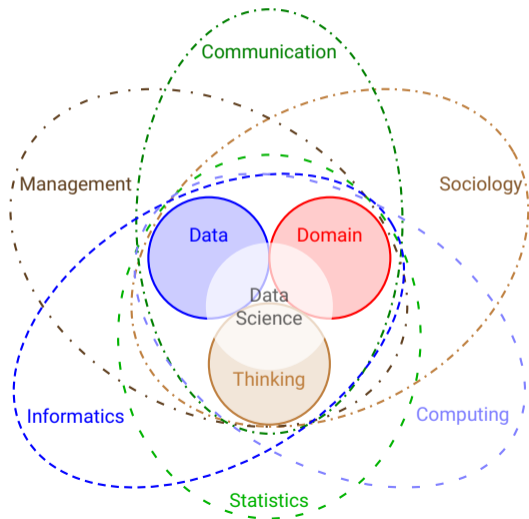 Communication
Management
Sociology
Data
Domain
Data
Science
Thinking
Informatics
Computing
Statistics